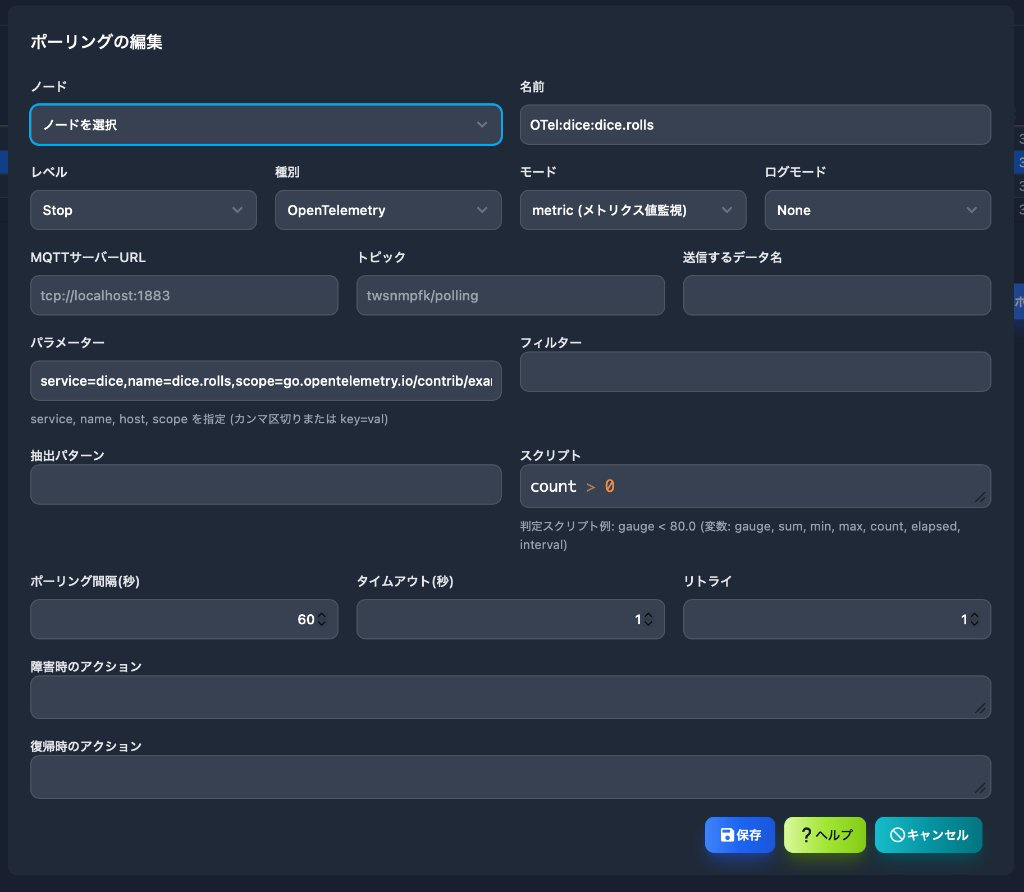 ポーリングの編集
ノード 名前
ノードを選択 OTel:dice:dice.rolls
レベル 種別 モード ログモード
Stop OpenTelemetry metric (メトリクス値監視) None
MQTTサーバーURL トピック 送信するデータ名
tcp://localhost:1883 twsnmpfk/polling
パラメーター フィルター
service=dice,name=dice.rolls,scope=go.opentelemetry.io/contrib/exa
service, name, host, scope を指定 (カンマ区切りまたは key=val)
抽出パターン スクリプト
count > 0
判定スクリプト例: gauge < 80.0 (変数: gauge, sum, min, max, count, elapsed,
interval)
ポーリング間隔(秒) タイムアウト(秒) リトライ
60 1 1
障害時のアクション
復帰時のアクション
保存 ?ヘルプ キャンセル